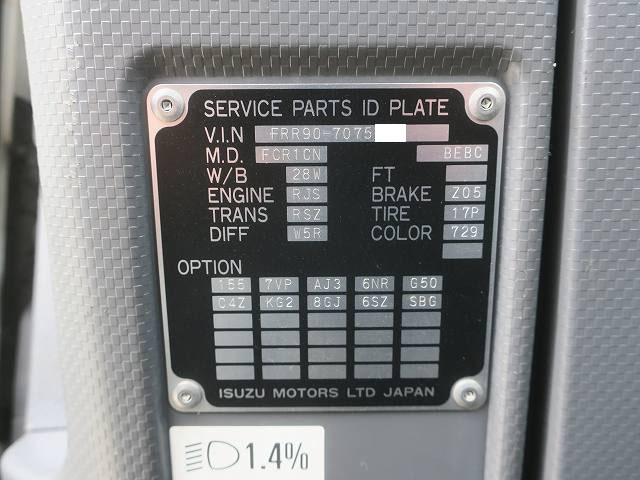 SERVICE PARTS ID PLATE
V.I.N FRR90-7075
M.D. FCR1CN BEBC
W/B 28W FT
ENGINE RJS BRAKE Z05
TRANS RSZ TIRE 17P
DIFF W5R COLOR 729
OPTION
155 7VP AJ3 6NR G50
C4Z KG2 8GJ 6SZ SBG
ISUZU MOTORS LTD JAPAN
1.4%